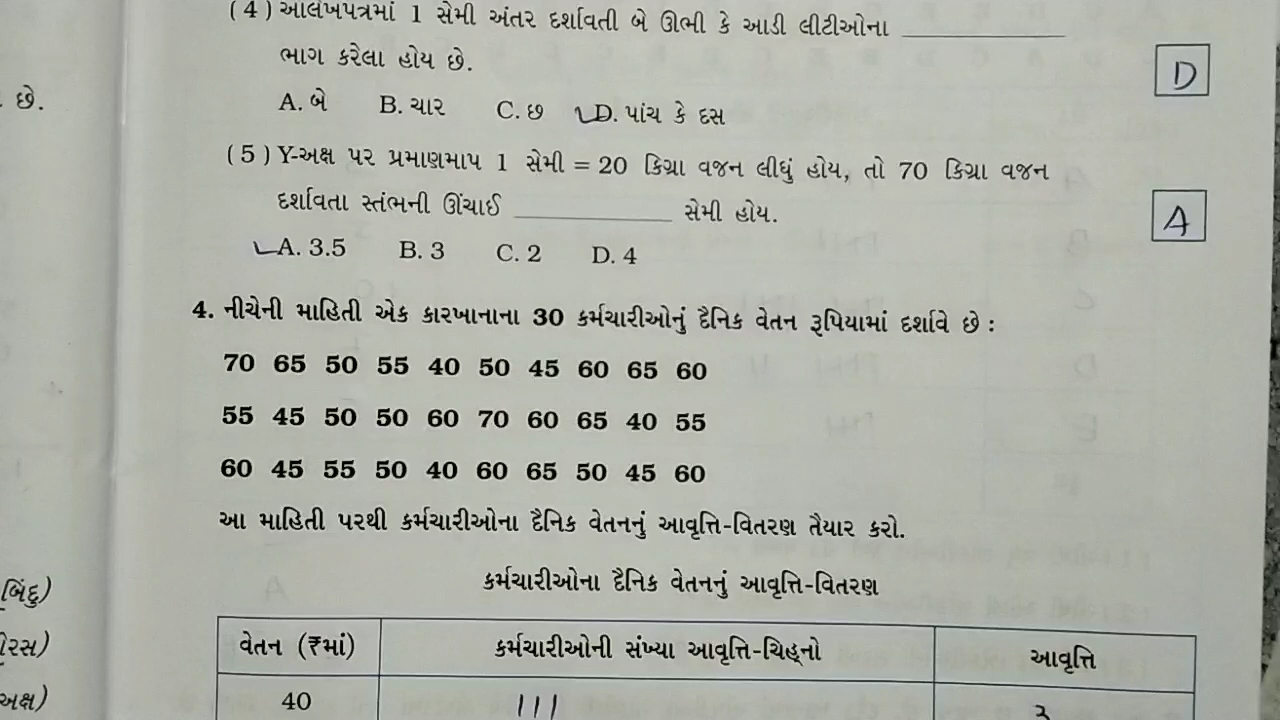 (4) આલેખપત્રમાં 1 સેમી અંતર દર્શાવતી બે ઊભી કે આડી લીટીઓના ____________
ભાગ કરેલા હોય છે.
D
છે.
A. બે B. ચાર C. છ D. પાંચ કે દસ
(5) Y-અક્ષ પર પ્રમાણમાપ 1 સેમી = 20 કિગ્રા વજન લીધું હોય, તો 70 કિગ્રા વજન
દર્શાવતા સ્તંભની ઊંચાઈ ____________ સેમી હોય.
A
A. 3.5 B. 3 C. 2 D. 4
4. નીચેની માહિતી એક કારખાનાના 30 કર્મચારીઓનું દૈનિક વેતન રૂપિયામાં દર્શાવે છે :
70 65 50 55 40 50 45 60 65 60
55 45 50 50 60 70 60 65 40 55
60 45 55 50 40 60 65 50 45 60
આ માહિતી પરથી કર્મચારીઓના દૈનિક વેતનનું આવૃત્તિ-વિતરણ તૈયાર કરો.
કર્મચારીઓના દૈનિક વેતનનું આવૃત્તિ-વિતરણ
બિંદુ)
વેતન (₹માં) કર્મચારીઓની સંખ્યા આવૃત્તિ-ચિહ્નો આવૃત્તિ
અક્ષ)
40 ||| 3